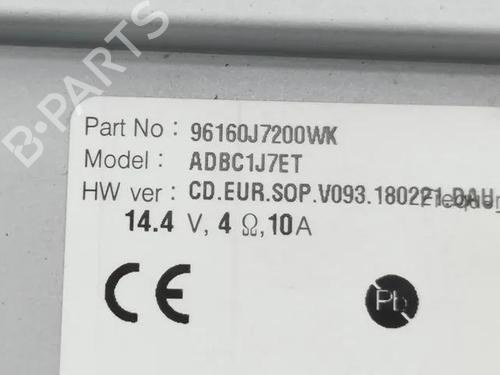 B-PARTS
Part No : 96160J7200WK
Model : ADBC1J7ET
HW ver : CD.EUR.SOP.V093.180221.DAU
14.4 V, 4 Ω,10A
CE
Pb